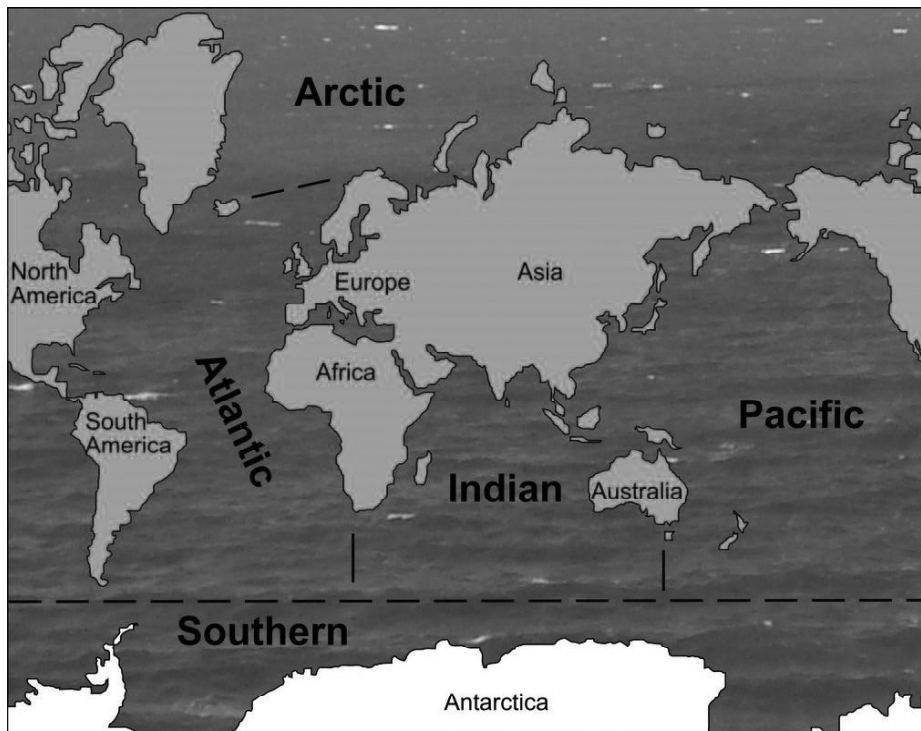 Arctic
North
America
Europe
Asia
Africa
Atlantic
South
America
Pacific
Indian
Australia
Southern
Antarctica